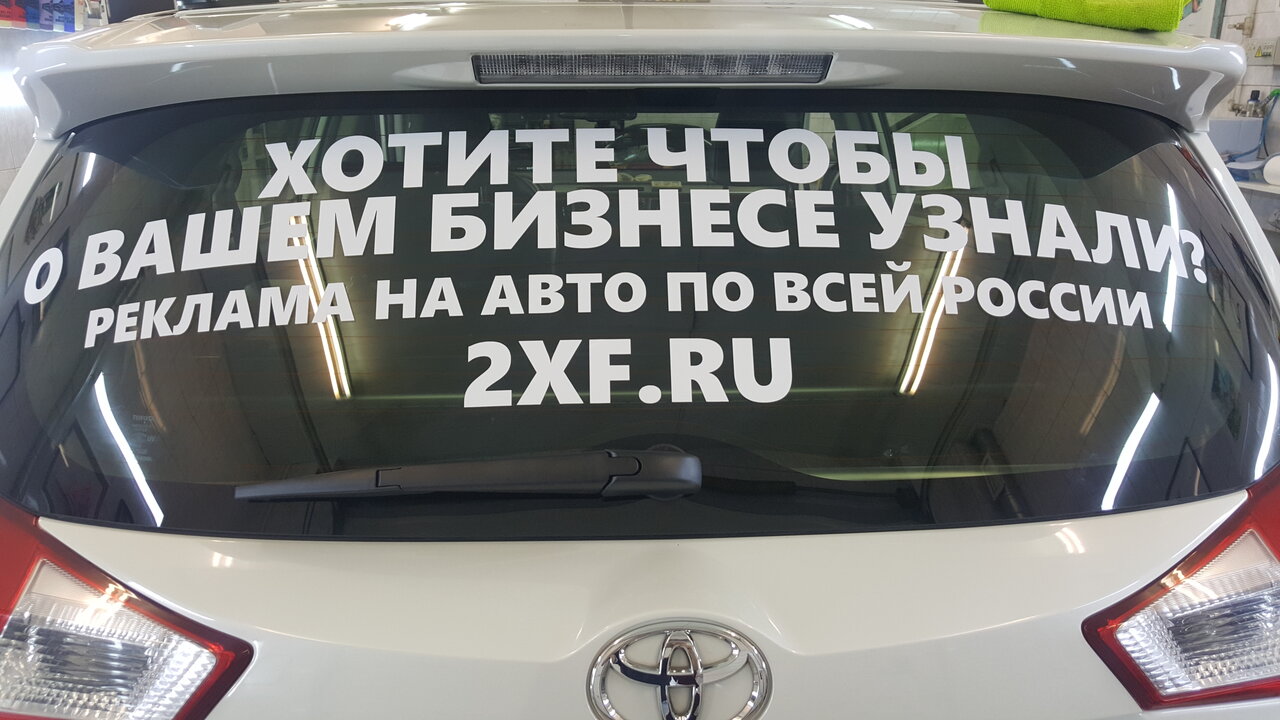 ХОТИТЕ ЧТОБЫ
О ВАШЕМ БИЗНЕСЕ УЗНАЛИ?
РЕКЛАМА НА АВТО ПО ВСЕЙ РОССИИ
2XF.RU